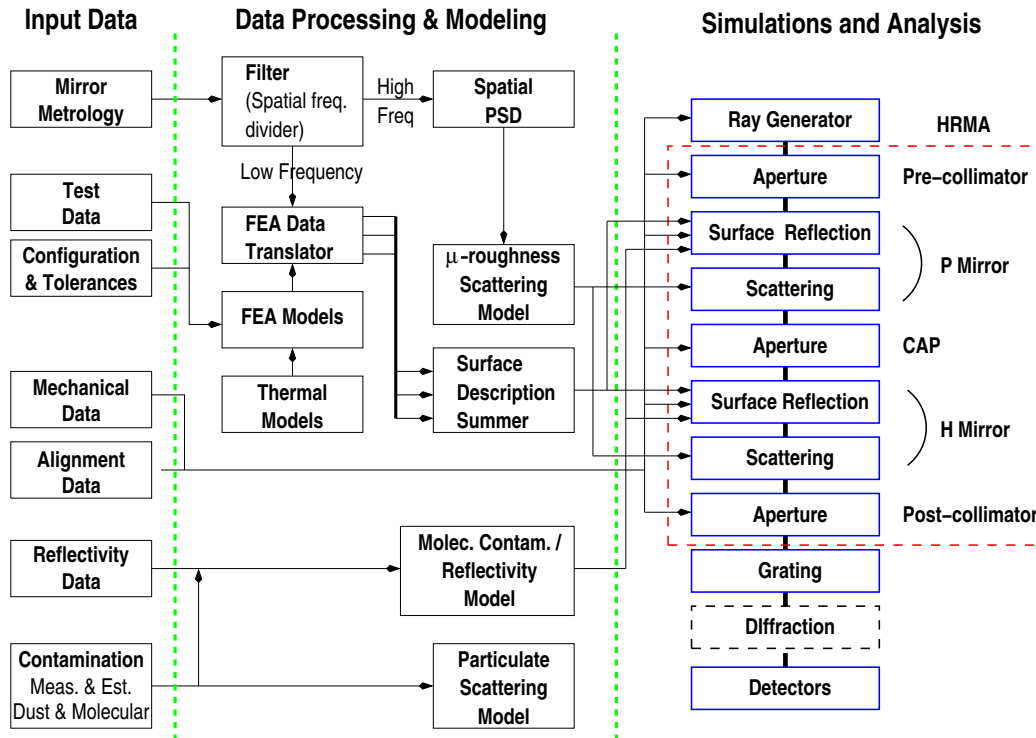 Input Data
Data Processing & Modeling
Simulations and Analysis
Mirror
Metrology
Filter
(Spatial freq.
divider)
High
Freq
Spatial
PSD
Low Frequency
Test
Data
Configuration
& Tolerances
FEA Data
Translator
FEA Models
Thermal
Models
μ-roughness
Scattering
Model
Surface
Description
Summer
Mechanical
Data
Alignment
Data
Reflectivity
Data
Molec. Contam. /
Reflectivity
Model
Contamination
Meas. & Est.
Dust & Molecular
Particulate
Scattering
Model
Ray Generator
HRMA
Aperture
Pre-collimator
Surface Reflection
P Mirror
Scattering
Aperture
CAP
Surface Reflection
H Mirror
Scattering
Aperture
Post-collimator
Grating
DIffraction
Detectors